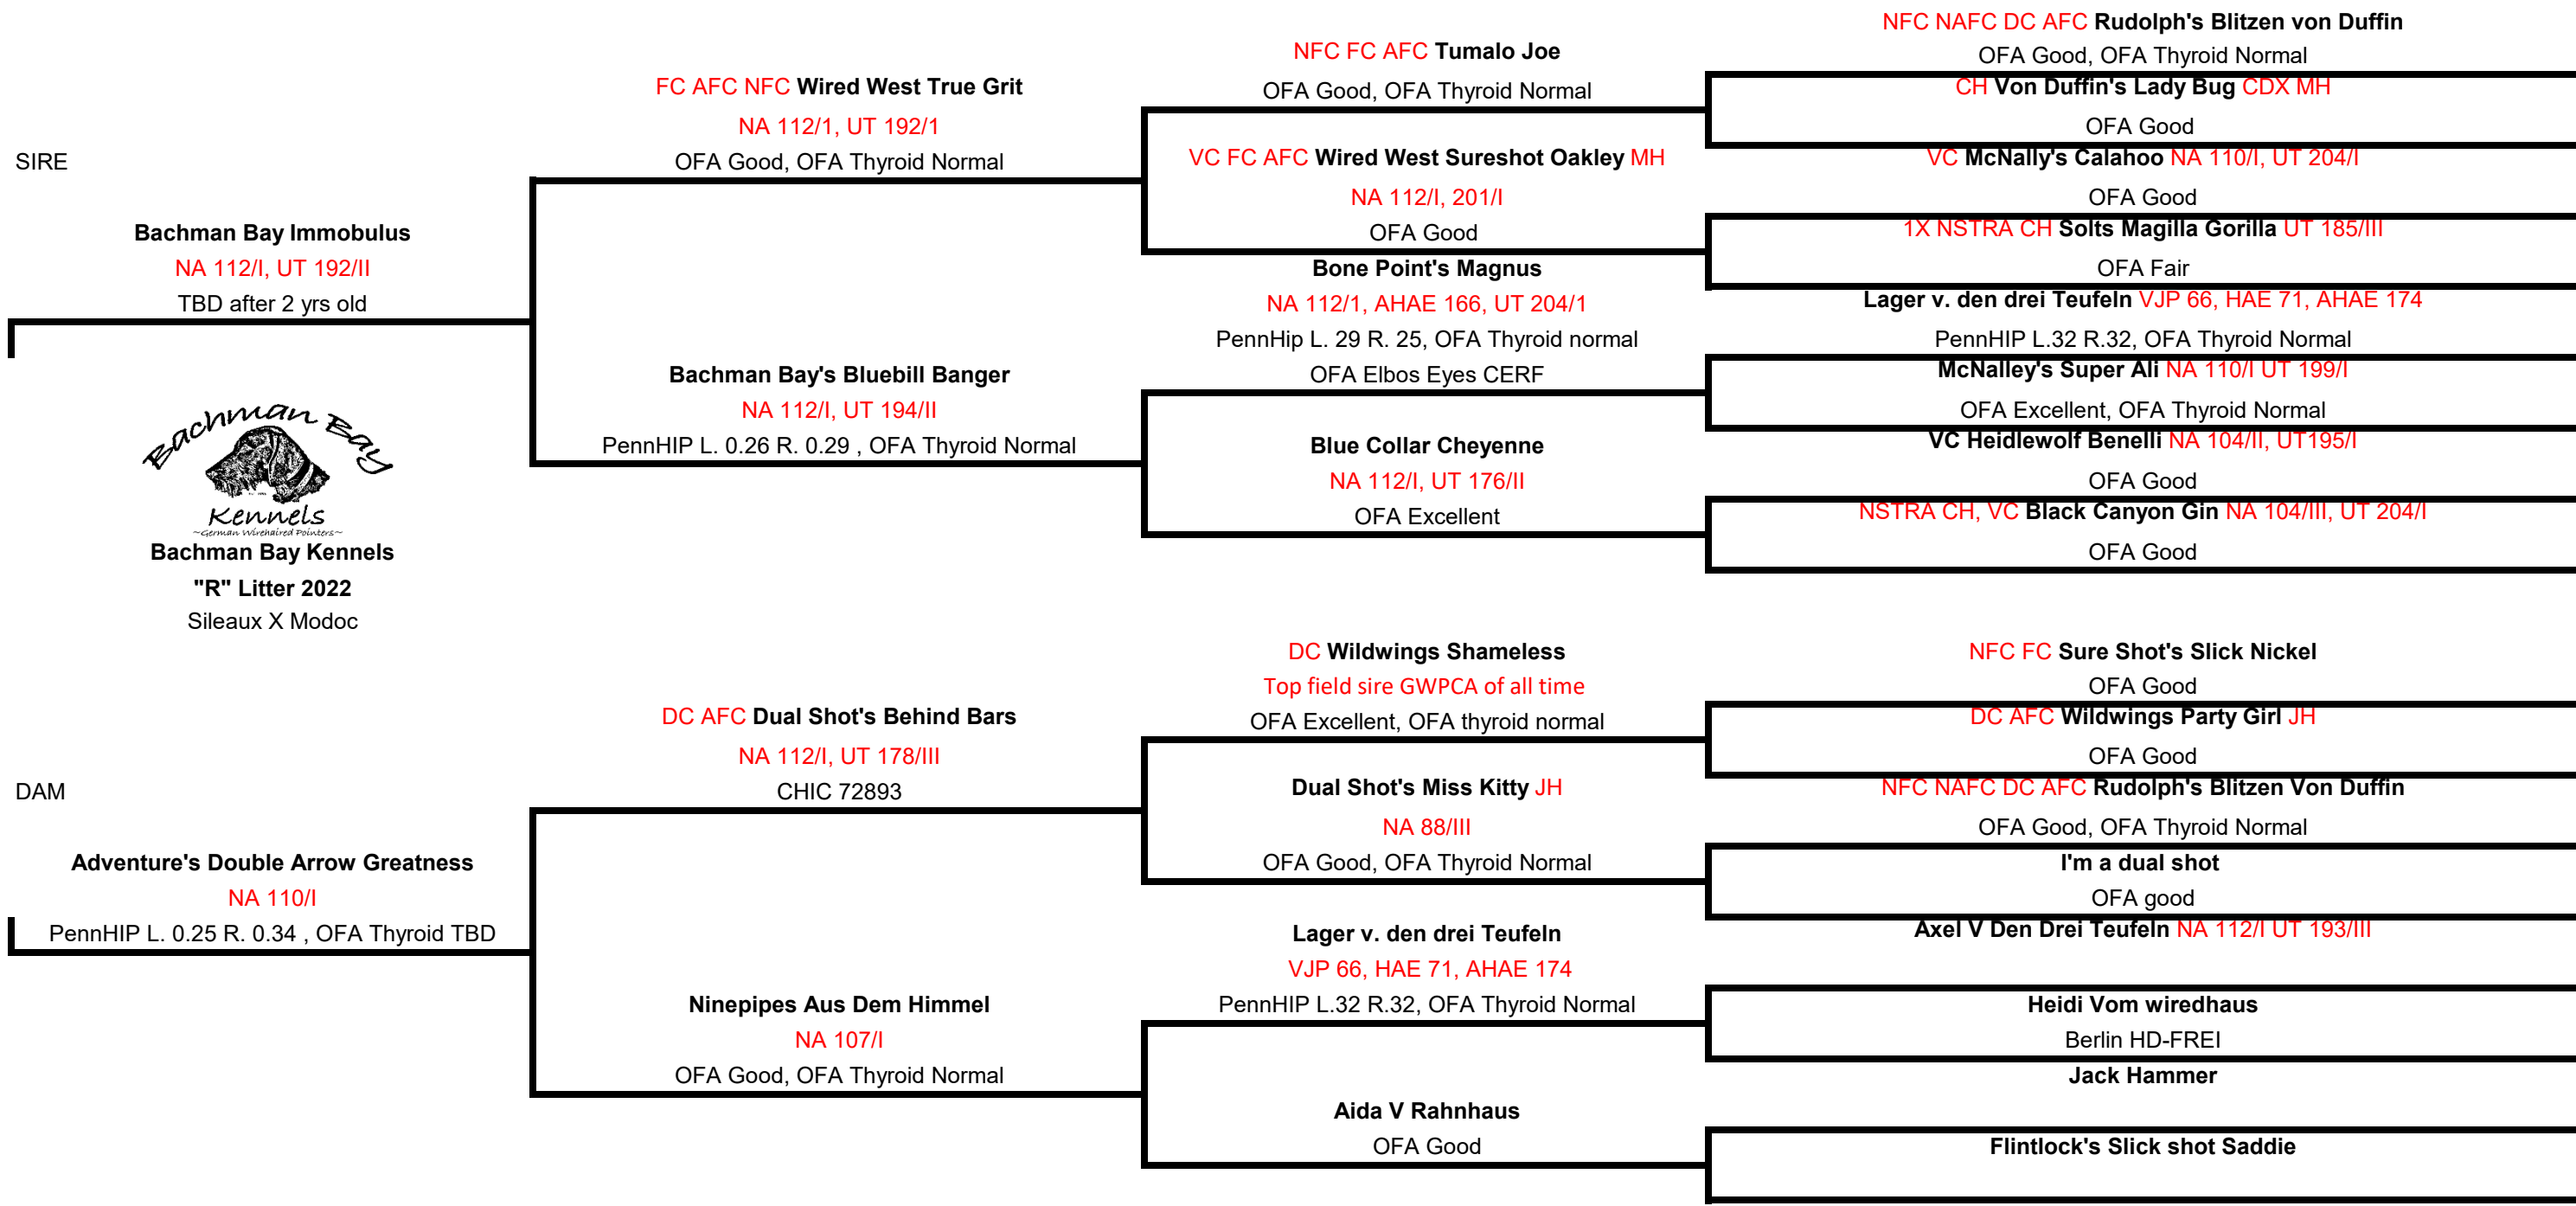 SIRE
Bachman Bay Immobulus
NA 112/I, UT 192/II
TBD after 2 yrs old
Bachman Bay
Kennels
~German Wirehaired Pointers~
Bachman Bay Kennels
"R" Litter 2022
Sileaux X Modoc
DAM
Adventure's Double Arrow Greatness
NA 110/I
PennHIP L. 0.25 R. 0.34 , OFA Thyroid TBD
FC AFC NFC Wired West True Grit
NA 112/1, UT 192/1
OFA Good, OFA Thyroid Normal
Bachman Bay's Bluebill Banger
NA 112/I, UT 194/II
PennHIP L. 0.26 R. 0.29 , OFA Thyroid Normal
DC AFC Dual Shot's Behind Bars
NA 112/I, UT 178/III
CHIC 72893
Ninepipes Aus Dem Himmel
NA 107/I
OFA Good, OFA Thyroid Normal
NFC FC AFC Tumalo Joe
OFA Good, OFA Thyroid Normal
VC FC AFC Wired West Sureshot Oakley MH
NA 112/I, 201/I
OFA Good
Bone Point's Magnus
NA 112/1, AHAE 166, UT 204/1
PennHip L. 29 R. 25, OFA Thyroid normal
OFA Elbos Eyes CERF
Blue Collar Cheyenne
NA 112/I, UT 176/II
OFA Excellent
DC Wildwings Shameless
Top field sire GWPCA of all time
OFA Excellent, OFA thyroid normal
Dual Shot's Miss Kitty JH
NA 88/III
OFA Good, OFA Thyroid Normal
Lager v. den drei Teufeln
VJP 66, HAE 71, AHAE 174
PennHIP L.32 R.32, OFA Thyroid Normal
Aida V Rahnhaus
OFA Good
NFC NAFC DC AFC Rudolph's Blitzen von Duffin
OFA Good, OFA Thyroid Normal
CH Von Duffin's Lady Bug CDX MH
OFA Good
VC McNally's Calahoo NA 110/I, UT 204/I
OFA Good
1X NSTRA CH Solts Magilla Gorilla UT 185/III
OFA Fair
Lager v. den drei Teufeln VJP 66, HAE 71, AHAE 174
PennHIP L.32 R.32, OFA Thyroid Normal
McNalley's Super Ali NA 110/I UT 199/I
OFA Excellent, OFA Thyroid Normal
VC Heidlewolf Benelli NA 104/II, UT195/I
OFA Good
NSTRA CH, VC Black Canyon Gin NA 104/III, UT 204/I
OFA Good
NFC FC Sure Shot's Slick Nickel
OFA Good
DC AFC Wildwings Party Girl JH
OFA Good
NFC NAFC DC AFC Rudolph's Blitzen Von Duffin
OFA Good, OFA Thyroid Normal
I'm a dual shot
OFA good
Axel V Den Drei Teufeln NA 112/I UT 193/III
Heidi Vom wiredhaus
Berlin HD-FREI
Jack Hammer
Flintlock's Slick shot Saddie